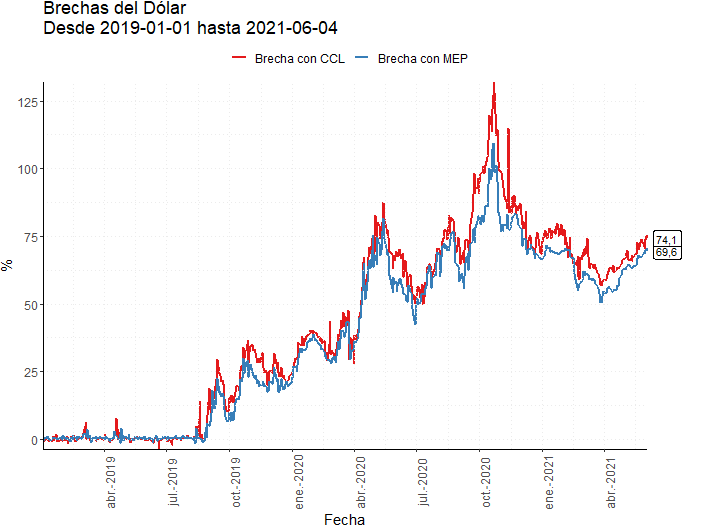 Brechas del Dólar
Desde 2019-01-01 hasta 2021-06-04
Brecha con CCL Brecha con MEP
%
125
100
75
50
25
0
74,1
69,6
abr.-2019
jul.-2019
oct.-2019
ene.-2020
abr.-2020
jul.-2020
oct.-2020
ene.-2021
abr.-2021
Fecha